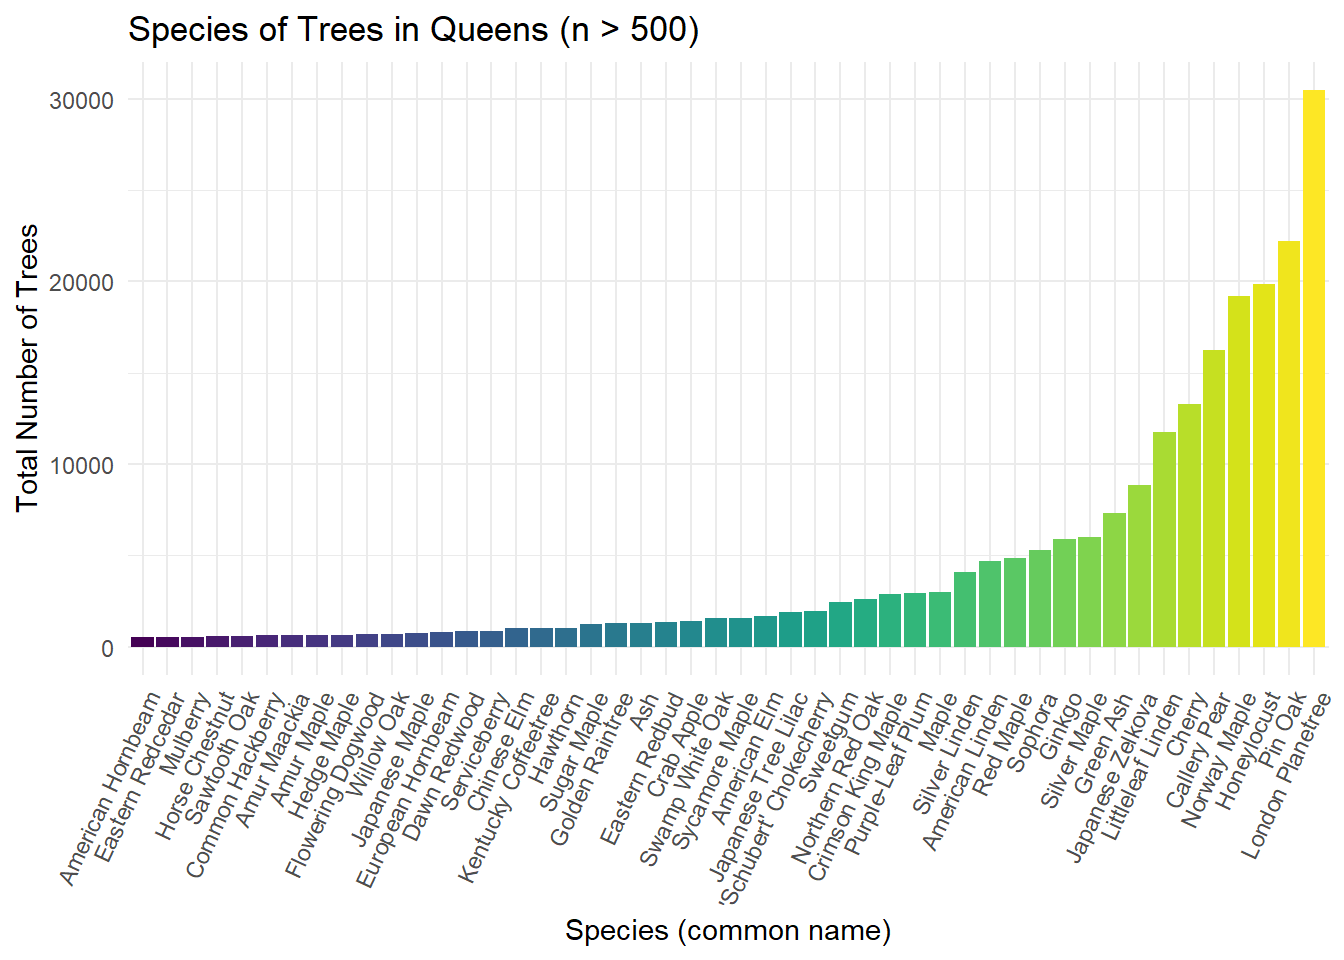 Species of Trees in Queens (n > 500)
Total Number of Trees
30000
20000
10000
0
American Hornbeam
Eastern Redcedar
Mulberry
Horse Chestnut
Sawtooth Oak
Common Hackberry
Amur Maackia
Amur Maple
Hedge Maple
Flowering Dogwood
Willow Oak
Japanese Maple
European Hornbeam
Dawn Redwood
Serviceberry
Chinese Elm
Kentucky Coffeetree
Hawthorn
Sugar Maple
Golden Raintree
Ash
Eastern Redbud
Crab Apple
Swamp White Oak
Sycamore Maple
American Elm
Japanese Tree Lilac
'Schubert' Chokecherry
Sweetgum
Northern Red Oak
Crimson King Maple
Purple-Leaf Plum
Maple
Silver Linden
American Linden
Red Maple
Sophora
Ginkgo
Silver Maple
Green Ash
Japanese Zelkova
Littleleaf Linden
Cherry
Callery Pear
Norway Maple
Honeylocust
Pin Oak
London Planetree
Species (common name)